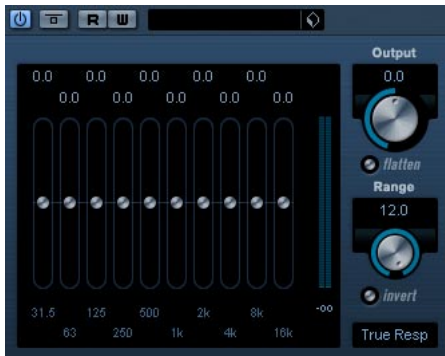 R W
Output
0.0 0.0 0.0 0.0 0.0 0.0
0.0 0.0 0.0 0.0 0.0
flatten
Range
12.0
invert
31.5 125 500 2k 8k -oo
63 250 1k 4k 16k
True Resp